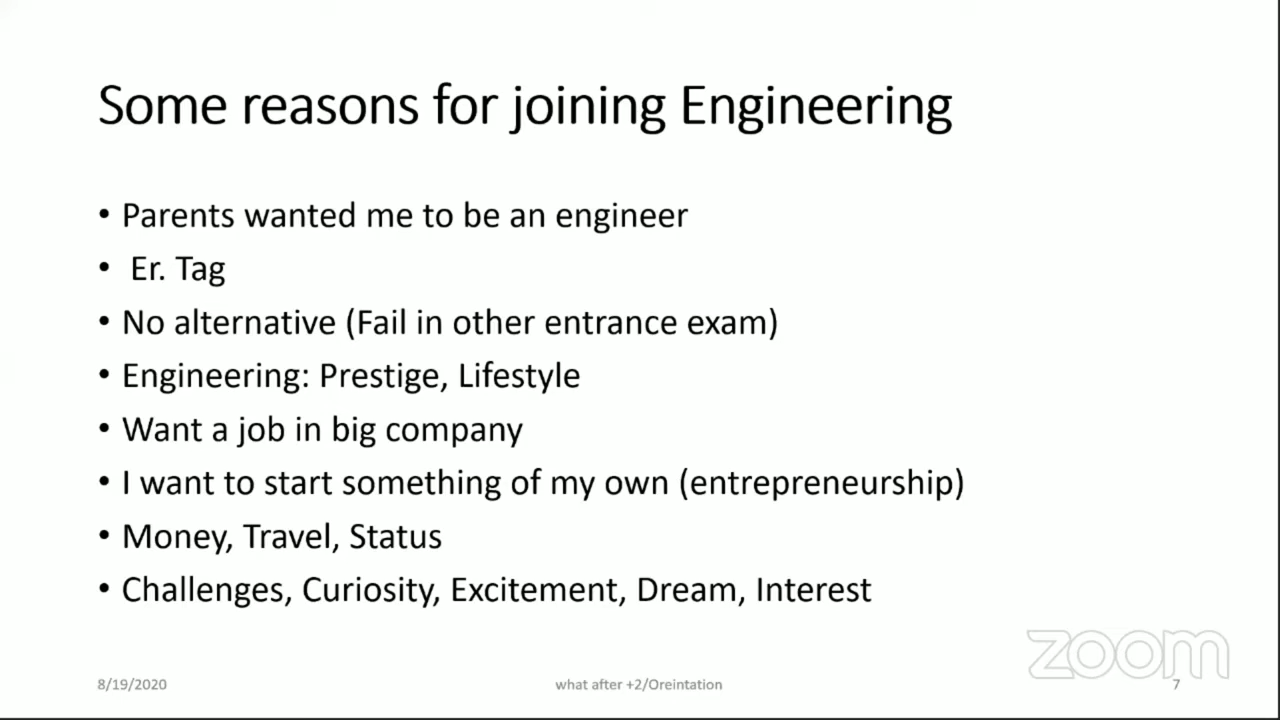 Some reasons for joining Engineering
• Parents wanted me to be an engineer
• Er. Tag
• No alternative (Fail in other entrance exam)
• Engineering: Prestige, Lifestyle
• Want a job in big company
• I want to start something of my own (entrepreneurship)
• Money, Travel, Status
• Challenges, Curiosity, Excitement, Dream, Interest
zoom
8/19/2020
what after +2/Oreintation
7